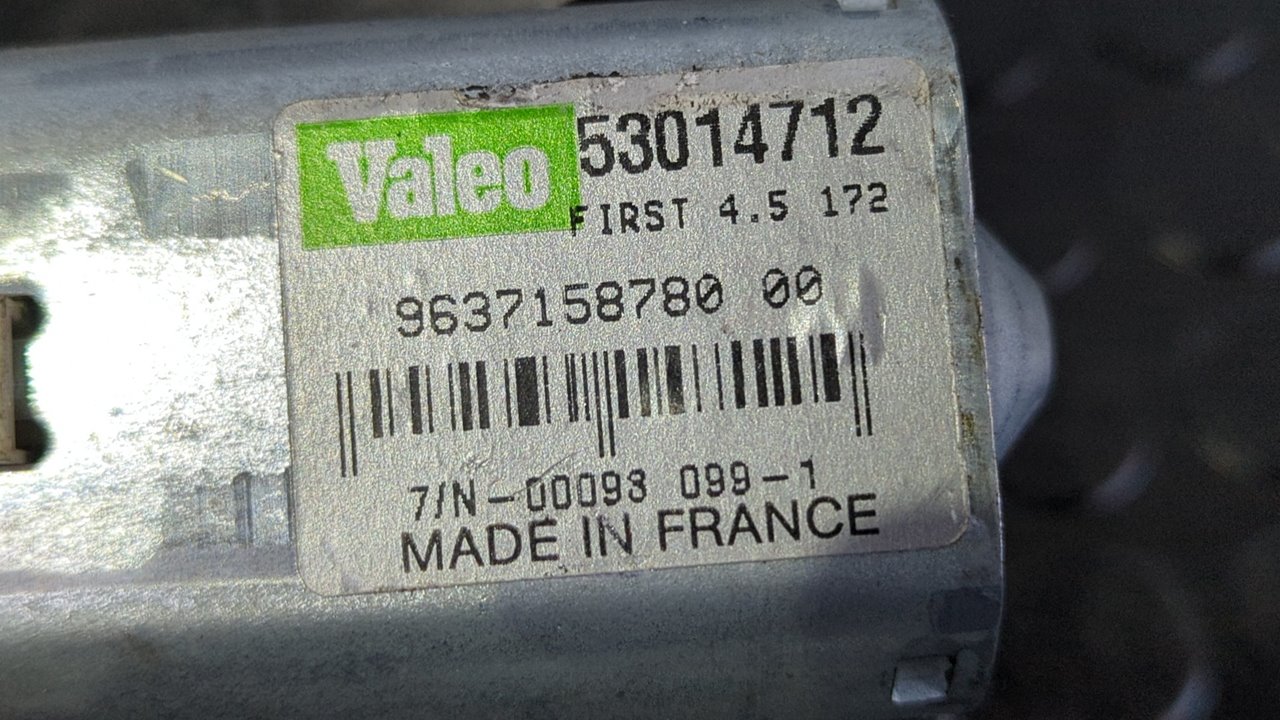 Valeo 53014712
FIRST 4.5 172
9637158780 00
7/N-00093 099-1
MADE IN FRANCE